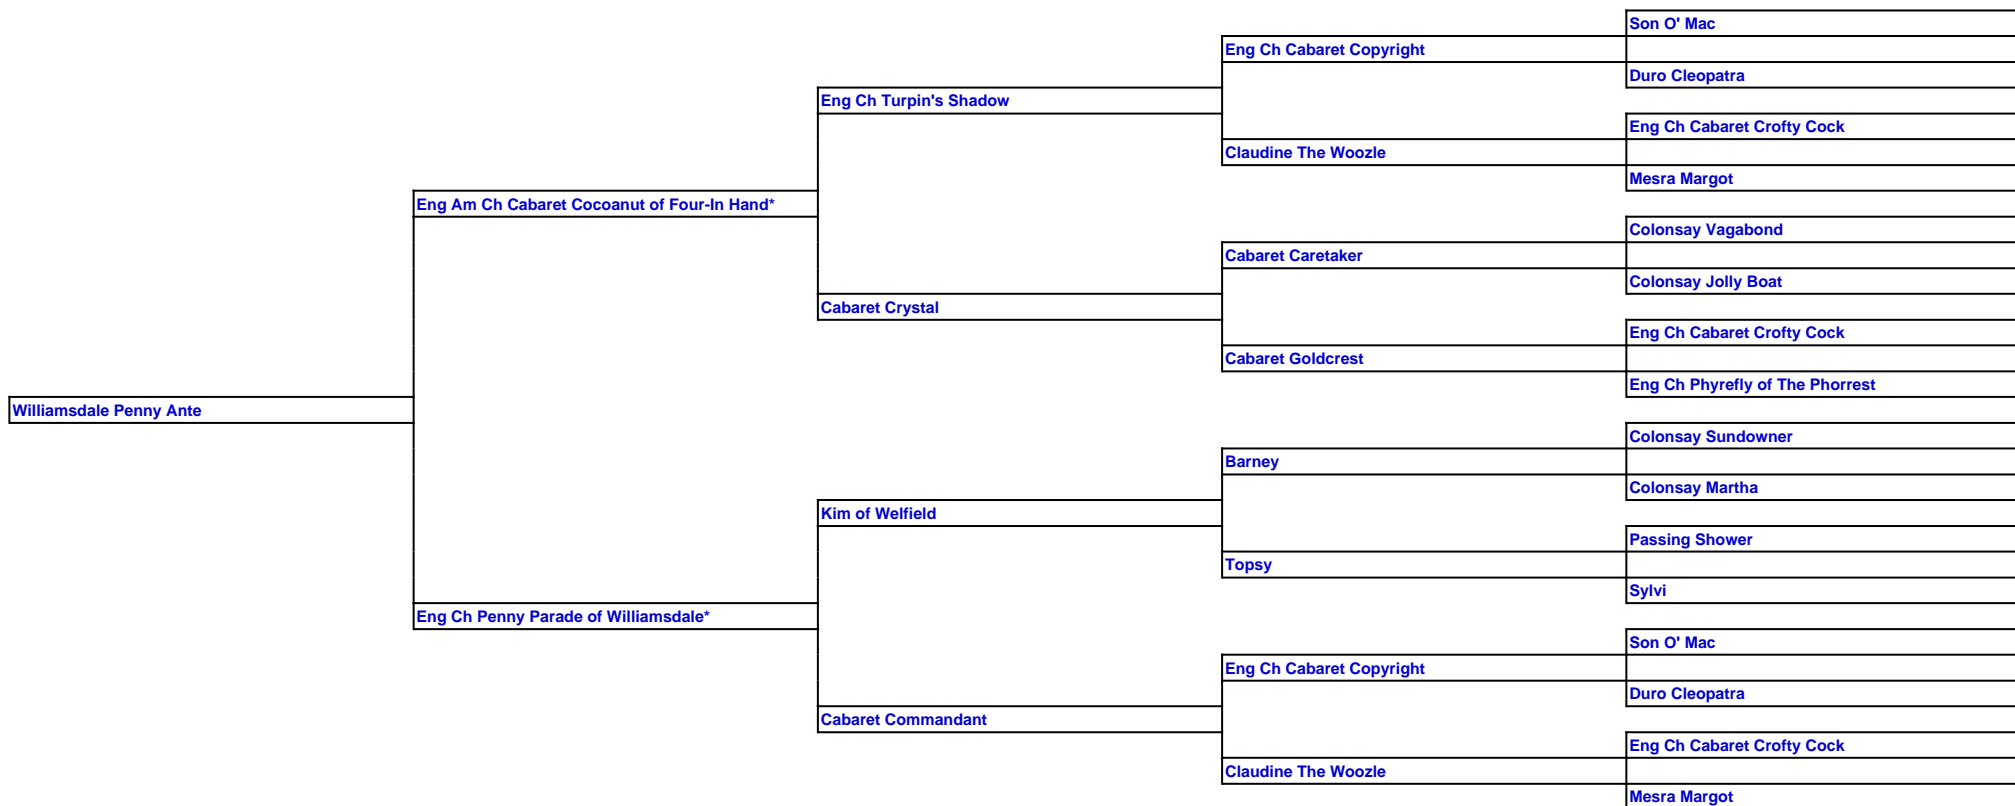 Son O' Mac
Eng Ch Cabaret Copyright
Duro Cleopatra
Eng Ch Turpin's Shadow
Eng Ch Cabaret Crofty Cock
Claudine The Woozle
Mesra Margot
Eng Am Ch Cabaret Cocoanut of Four-In Hand*
Colonsay Vagabond
Cabaret Caretaker
Colonsay Jolly Boat
Cabaret Crystal
Eng Ch Cabaret Crofty Cock
Cabaret Goldcrest
Eng Ch Phyrefly of The Phorrest
Williamsdale Penny Ante
Colonsay Sundowner
Barney
Colonsay Martha
Kim of Welfield
Passing Shower
Topsy
Sylvi
Eng Ch Penny Parade of Williamsdale*
Son O' Mac
Eng Ch Cabaret Copyright
Duro Cleopatra
Cabaret Commandant
Eng Ch Cabaret Crofty Cock
Claudine The Woozle
Mesra Margot